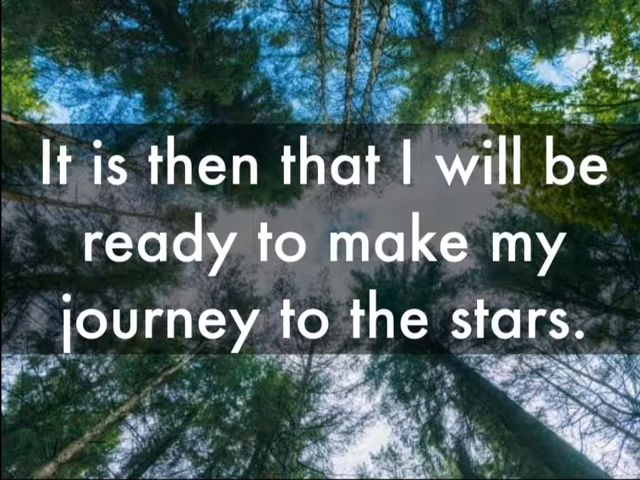 It is then that I will be
ready to make my
journey to the stars.